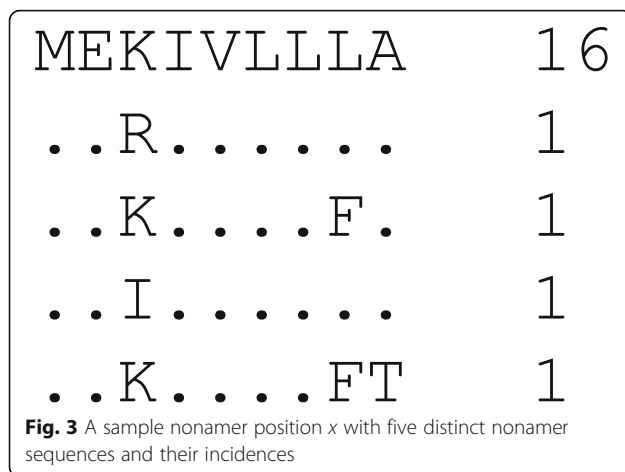 MEKIVLLLA 16
..R...... 1
..K....F. 1
..I...... 1
..K....FT 1
Fig. 3 A sample nonamer position x with five distinct nonamer
sequences and their incidences